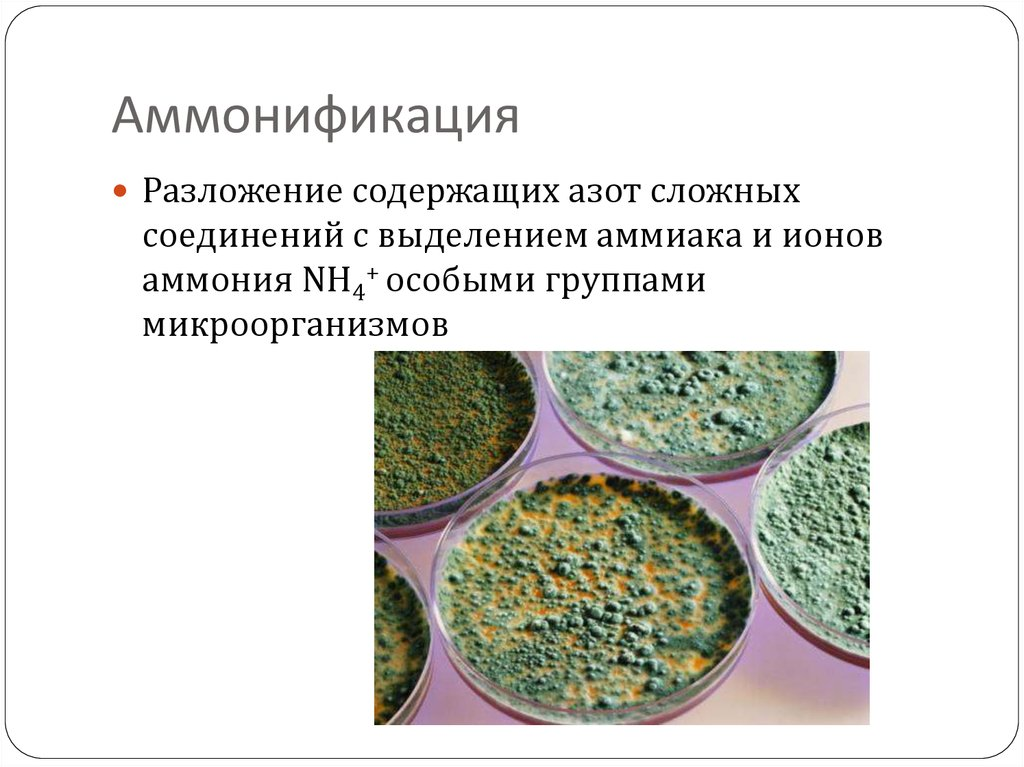 Аммонификация
• Разложение содержащих азот сложных
соединений с выделением аммиака и ионов
аммония NH₄⁺ особыми группами
микроорганизмов